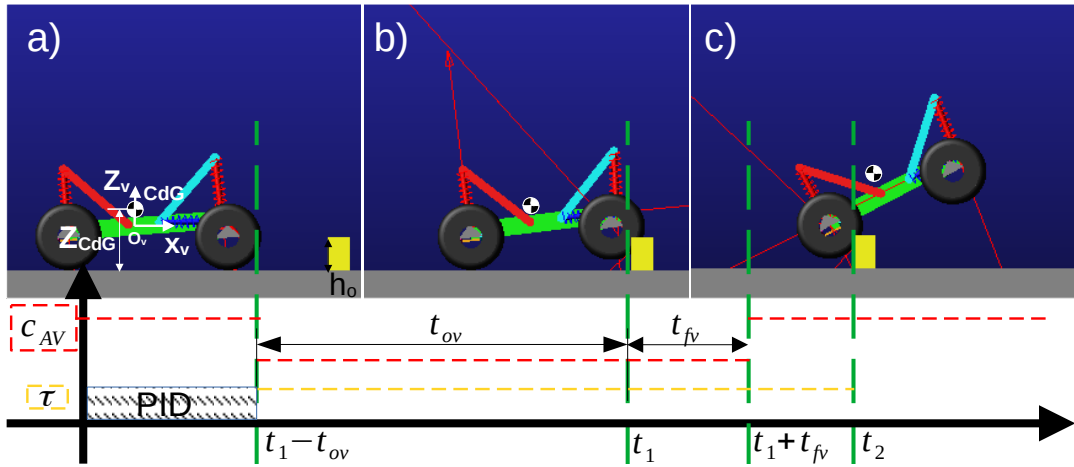 a)
b)
c)
Z_v
CdG
Z_CdG
O_v
X_v
h_o
c_AV
t_ov
t_fv
τ
PID
t_1 − t_ov
t_1
t_1 + t_fv
t_2